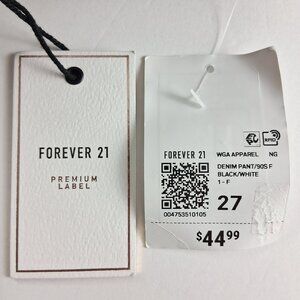 FOREVER 21
PREMIUM
LABEL
RFID
FOREVER 21
WGA APPAREL NG
DENIM PANT/90S F
BLACK/WHITE
1 - F
27
004753510105
$44.99